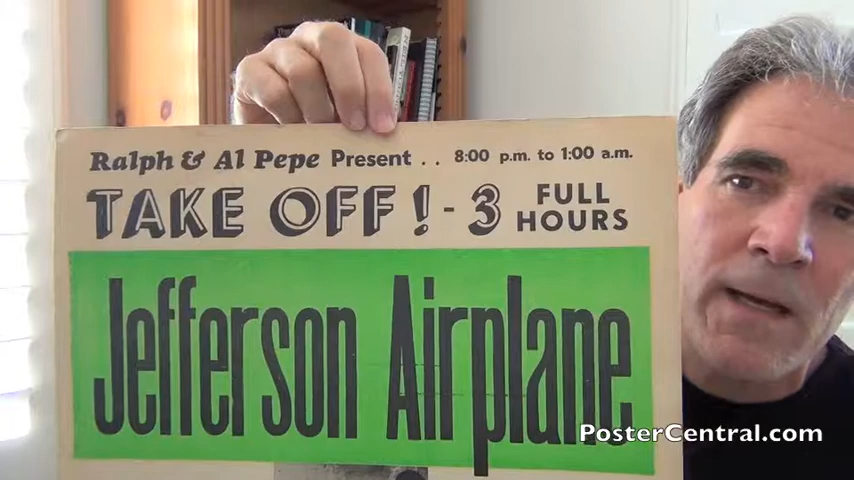 Ralph & Al Pepe Present . . 8:00 p.m. to 1:00 a.m.
TAKE OFF! - 3 FULL HOURS
Jefferson Airplane
PosterCentral.com